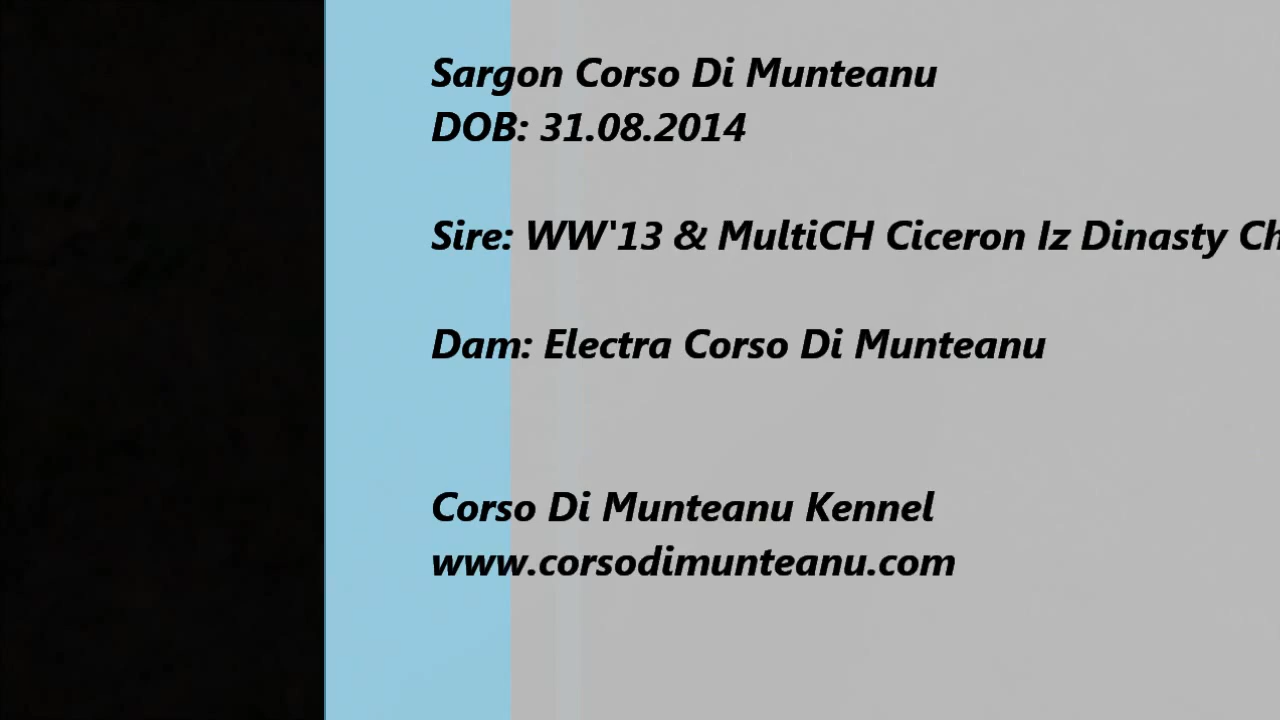 Sargon Corso Di Munteanu
DOB: 31.08.2014
Sire: WW'13 & MultiCH Ciceron Iz Dinasty
Dam: Electra Corso Di Munteanu
Corso Di Munteanu Kennel
www.corsodimunteanu.com